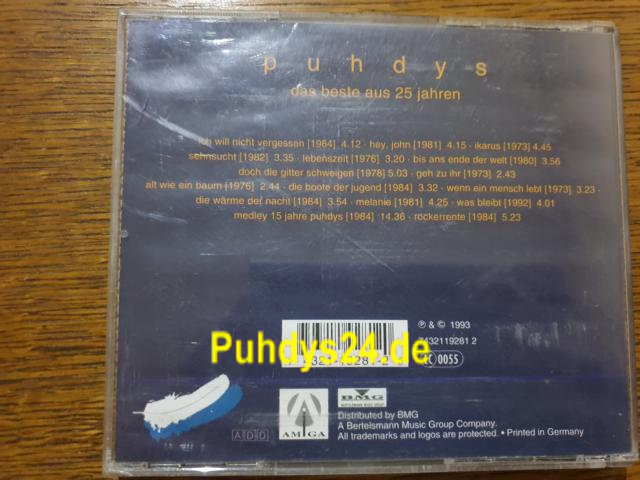 puhdys
das beste aus 25 jahren
ich will nicht vergessen [1984] 4.12 · hey, john [1981] 4.15 · ikarus [1973] 4.45
sehnsucht [1982] 3.35 · lebenszeit [1976] 3.20 · bis ans ende der welt [1980] 3.56
doch die gitter schweigen [1978] 5.03 · geh zu ihr [1973] 2.43
alt wie ein baum [1976] 2.44 · die boote der jugend [1984] 3.32 · wenn ein mensch lebt [1973] 3.23 ·
die wärme der nacht [1984] 3.54 · melanie [1981] 4.25 · was bleibt [1992] 4.01
medley 15 jahre puhdys [1984] 14.36 · rockerrente [1984] 5.23
℗ & © 1993
74321119281 2
LC 0055
Puhdys24.de
ADD
AMIGA
BMG
Distributed by BMG
A Bertelsmann Music Group Company.
All trademarks and logos are protected. • Printed in Germany